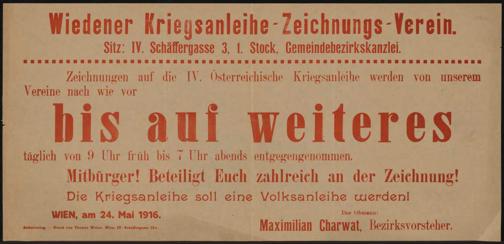 Wiedener Kriegsanleihe-Zeichnungs-Verein.
Sitz: IV. Schäffergasse 3, 1. Stock, Gemeindebezirkskanzlei.
Zeichnungen auf die IV. Österreichische Kriegsanleihe werden von unserem
Vereine nach wie vor
bis auf weiteres
täglich von 9 Uhr früh bis 7 Uhr abends entgegengenommen.
Mitbürger! Beteiligt Euch zahlreich an der Zeichnung!
Die Kriegsanleihe soll eine Volksanleihe werden!
WIEN, am 24. Mai 1916.
Der Obmann:
Maximilian Charwat, Bezirksvorsteher.